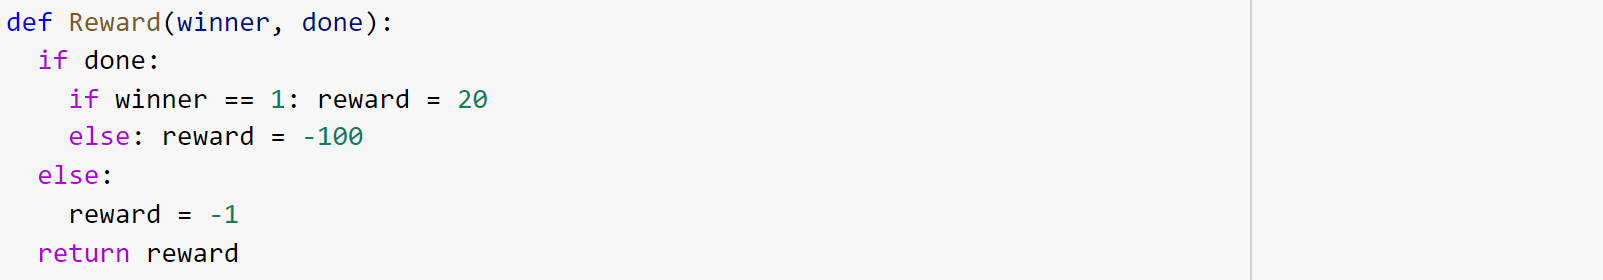 def Reward(winner, done):
  if done:
    if winner == 1: reward = 20
    else: reward = -100
  else:
    reward = -1
  return reward